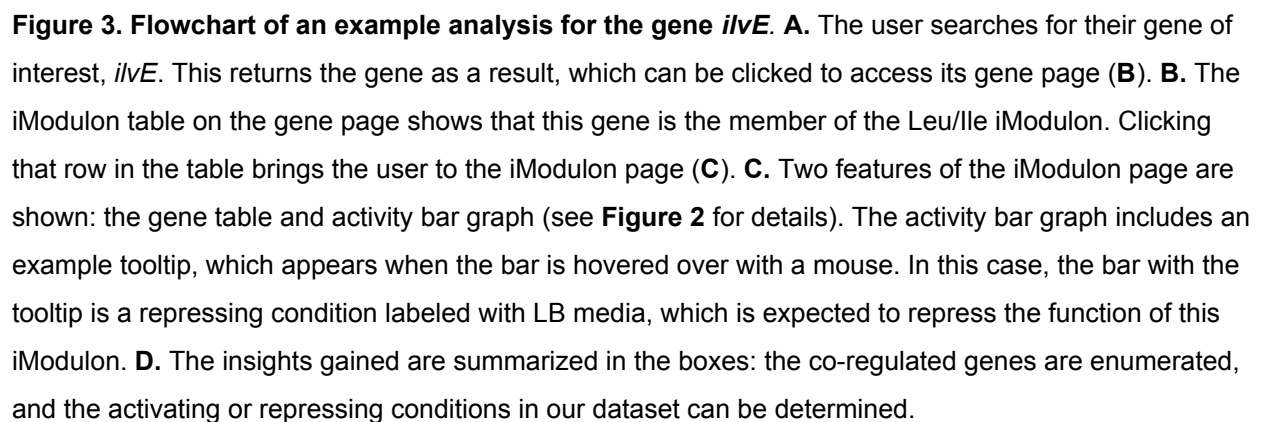 Figure 3. Flowchart of an example analysis for the gene ilvE. A. The user searches for their gene of
interest, ilvE. This returns the gene as a result, which can be clicked to access its gene page (B). B. The
iModulon table on the gene page shows that this gene is the member of the Leu/Ile iModulon. Clicking
that row in the table brings the user to the iModulon page (C). C. Two features of the iModulon page are
shown: the gene table and activity bar graph (see Figure 2 for details). The activity bar graph includes an
example tooltip, which appears when the bar is hovered over with a mouse. In this case, the bar with the
tooltip is a repressing condition labeled with LB media, which is expected to repress the function of this
iModulon. D. The insights gained are summarized in the boxes: the co-regulated genes are enumerated,
and the activating or repressing conditions in our dataset can be determined.